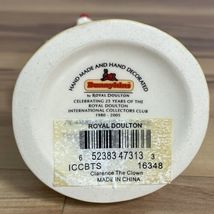 HAND MADE AND HAND DECORATED
Bunnykins
by ROYAL DOULTON
CELEBRATING 25 YEARS OF THE
ROYAL DOULTON
INTERNATIONAL COLLECTORS CLUB
1980 - 2005
ROYAL DOULTON
6 52383 47313 3
ICCBTS 16348
Clarence The Clown
MADE IN CHINA